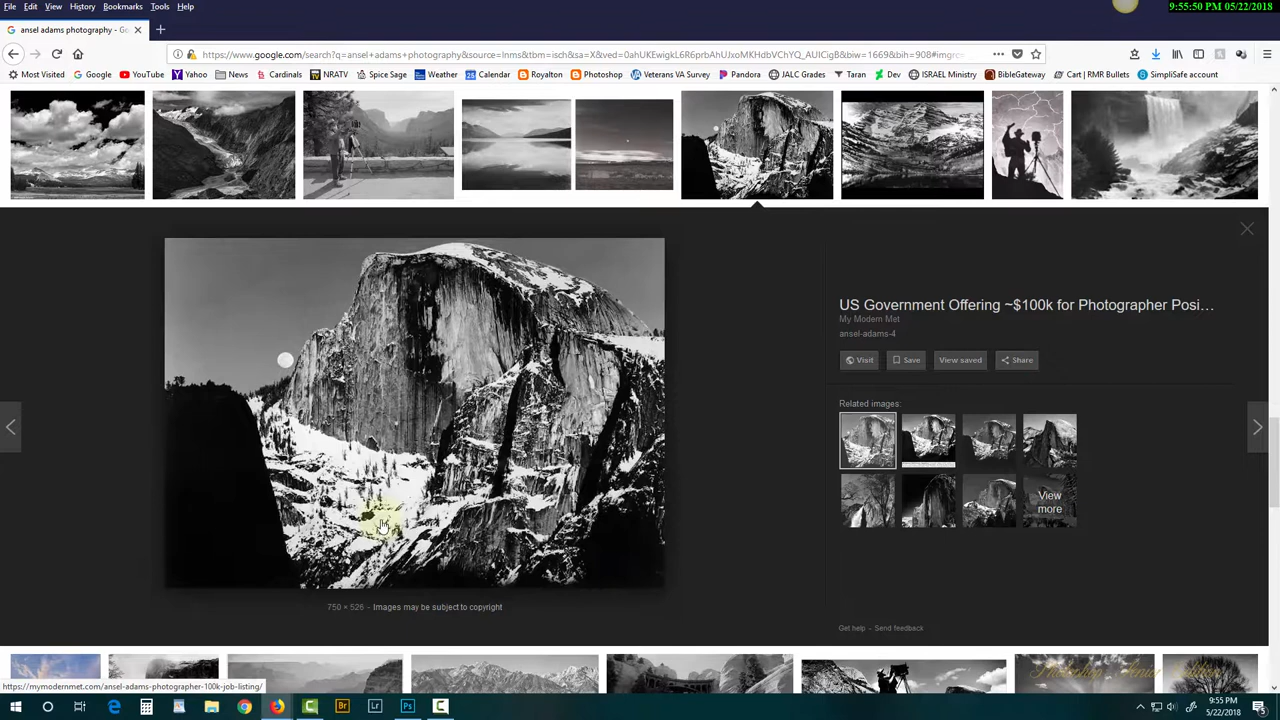 File Edit View History Bookmarks Tools Help
9:55:50 PM 05/22/2018
ansel adams photography - Go
https://www.google.com/search?q=ansel+adams+photography&source=lnms&tbm=isch&sa=X&ved=0ahUKEwigkL6R6prbAhUJxoMKHdbVChYQ_AUICigB&biw=1669&bih=908#imgrc=
Most Visited Google YouTube Yahoo News Cardinals NRATV Spice Sage Weather Calendar Royalton Photoshop Veterans VA Survey Pandora JALC Grades Taran Dev ISRAEL Ministry BibleGateway Cart | RMR Bullets SimpliSafe account
US Government Offering ~$100k for Photographer Posi...
My Modern Met
ansel-adams-4
Visit Save View saved Share
Related images:
View
more
750 × 526 - Images may be subject to copyright
Get help - Send feedback
Photoshop Senior
https://mymodernmet.com/ansel-adams-photographer-100k-job-listing/
Br Lr Ps
9:55 PM
5/22/2018
5